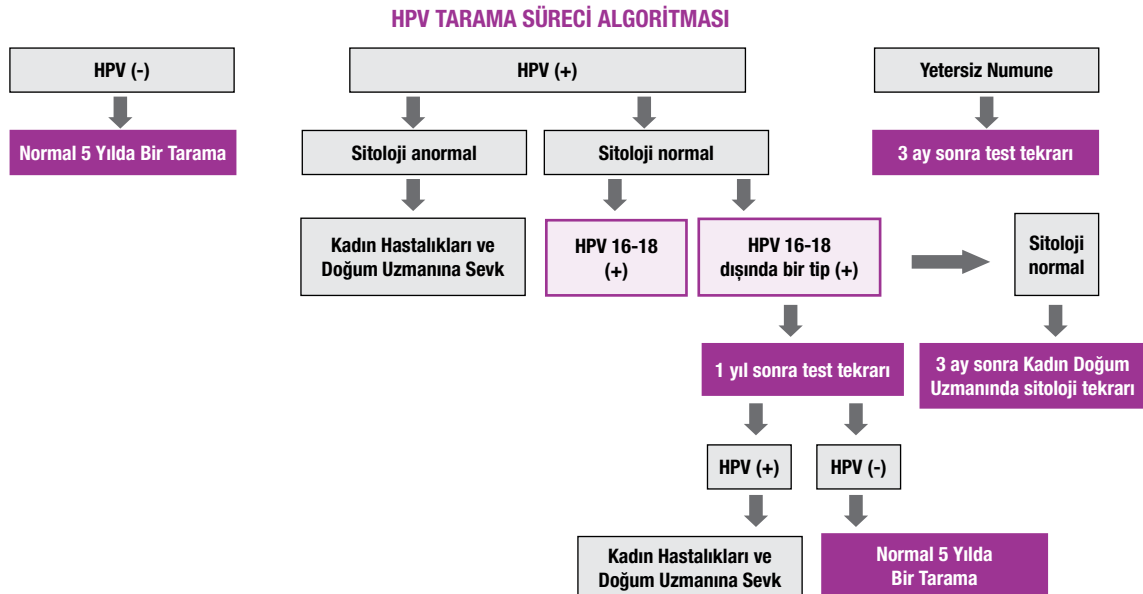 HPV TARAMA SÜRECİ ALGORİTMASI
HPV (-)
HPV (+)
Yetersiz Numune
Normal 5 Yılda Bir Tarama
Sitoloji anormal
Sitoloji normal
3 ay sonra test tekrarı
Kadın Hastalıkları ve
Doğum Uzmanına Sevk
HPV 16-18
(+)
HPV 16-18
dışında bir tip (+)
Sitoloji
normal
1 yıl sonra test tekrarı
3 ay sonra Kadın Doğum
Uzmanında sitoloji tekrarı
HPV (+)
HPV (-)
Kadın Hastalıkları ve
Doğum Uzmanına Sevk
Normal 5 Yılda
Bir Tarama